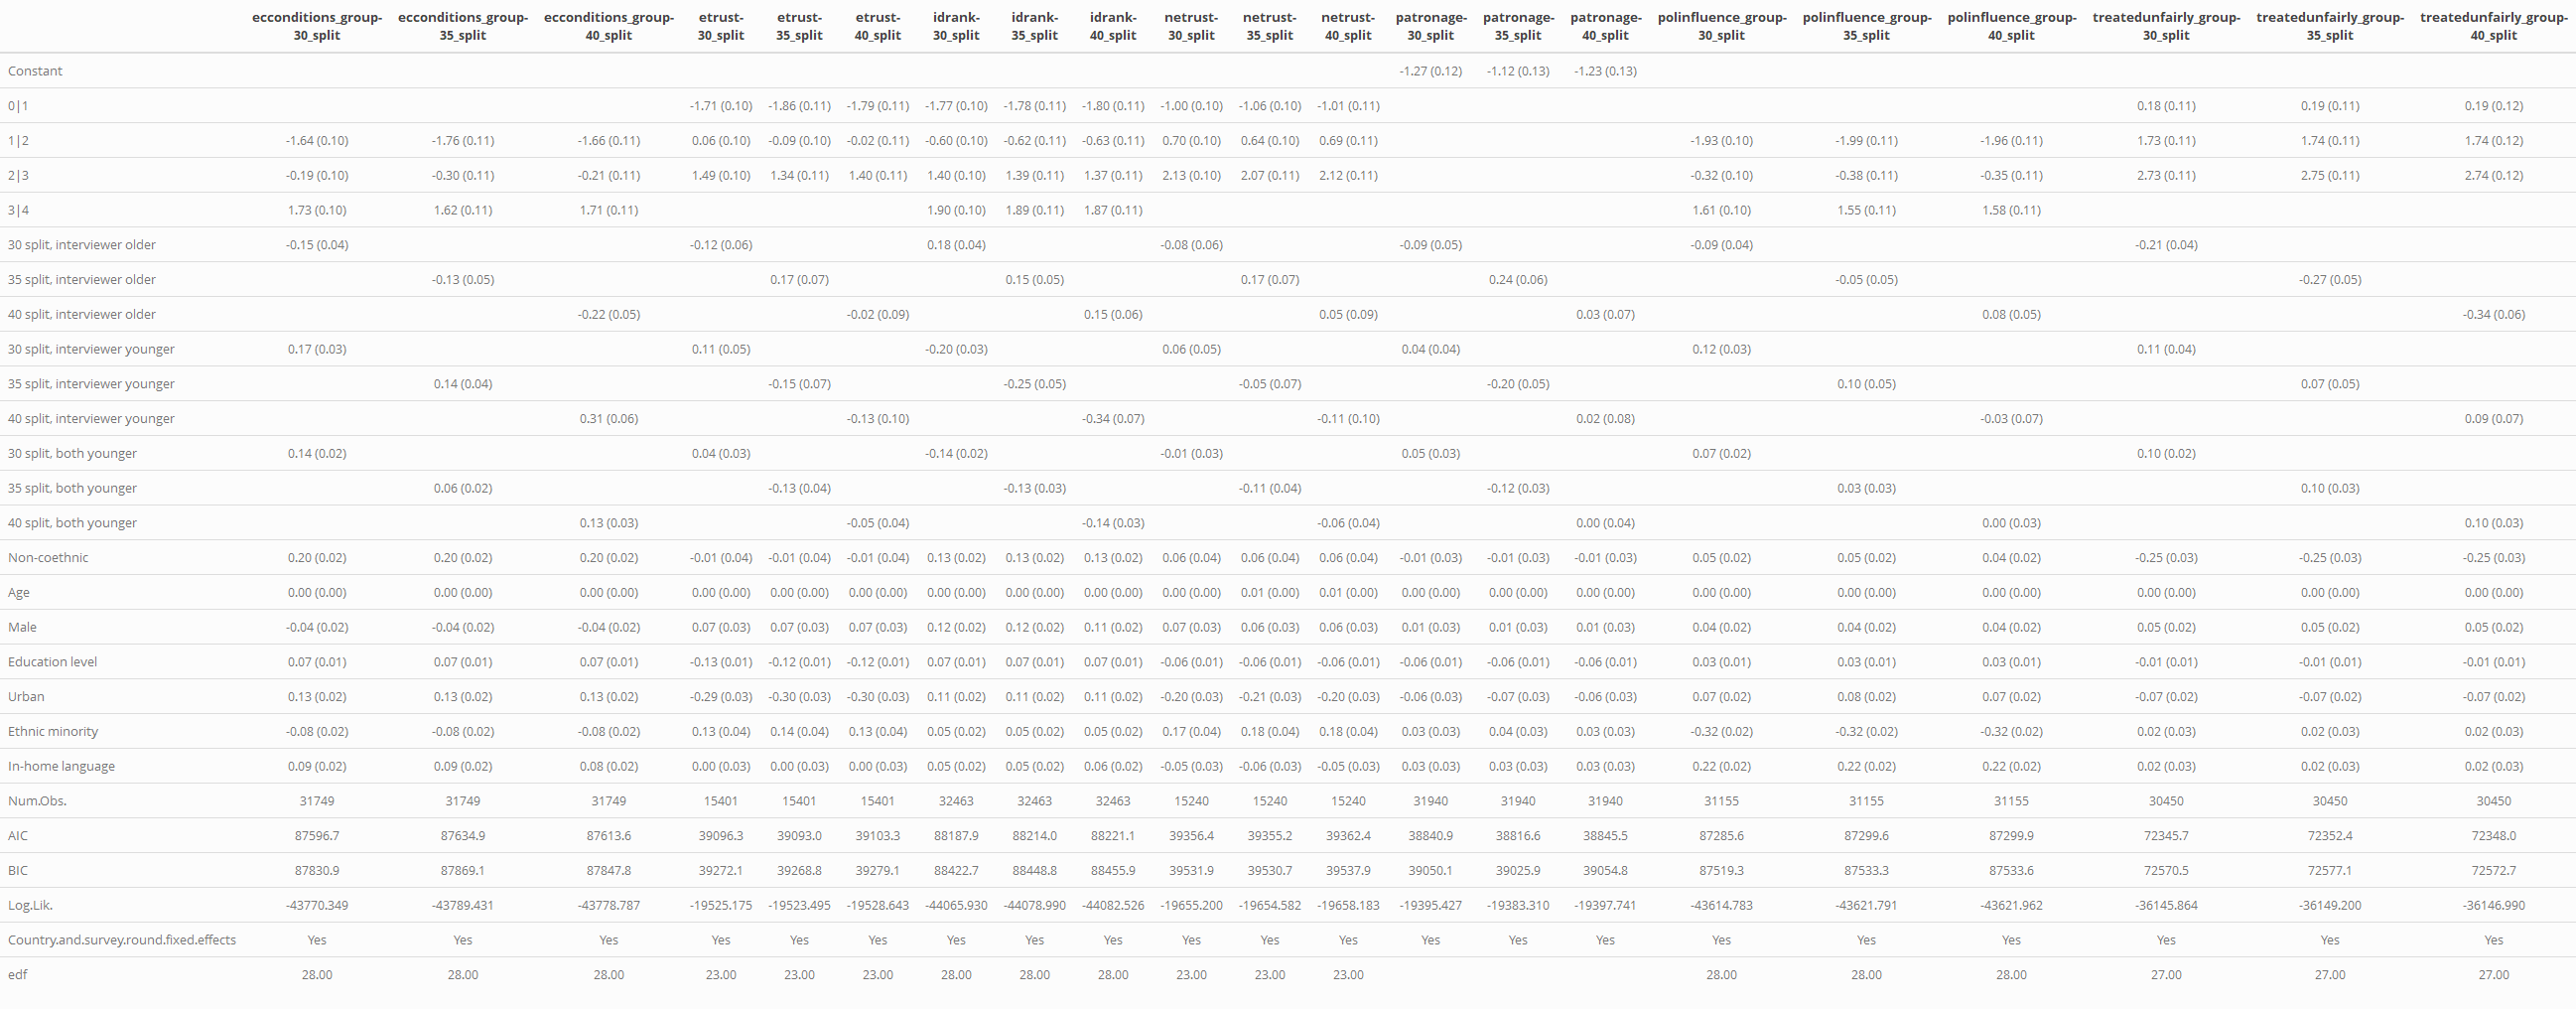 ecconditions_group-30_split ecconditions_group-35_split ecconditions_group-40_split etrust-30_split etrust-35_split etrust-40_split idrank-30_split idrank-35_split idrank-40_split netrust-30_split netrust-35_split netrust-40_split patronage-30_split patronage-35_split patronage-40_split polinfluence_group-30_split polinfluence_group-35_split polinfluence_group-40_split treatedunfairly_group-30_split treatedunfairly_group-35_split treatedunfairly_group-40_split
Constant -1.27 (0.12) -1.12 (0.13) -1.23 (0.13)
0|1 -1.71 (0.10) -1.86 (0.11) -1.79 (0.11) -1.77 (0.10) -1.78 (0.11) -1.80 (0.11) -1.00 (0.10) -1.06 (0.10) -1.01 (0.11) 0.18 (0.11) 0.19 (0.11) 0.19 (0.12)
1|2 -1.64 (0.10) -1.76 (0.11) -1.66 (0.11) 0.06 (0.10) -0.09 (0.10) -0.02 (0.11) -0.60 (0.10) -0.62 (0.11) -0.63 (0.11) 0.70 (0.10) 0.64 (0.10) 0.69 (0.11) -1.93 (0.10) -1.99 (0.11) -1.96 (0.11) 1.73 (0.11) 1.74 (0.11) 1.74 (0.12)
2|3 -0.19 (0.10) -0.30 (0.11) -0.21 (0.11) 1.49 (0.10) 1.34 (0.11) 1.40 (0.11) 1.40 (0.10) 1.39 (0.11) 1.37 (0.11) 2.13 (0.10) 2.07 (0.11) 2.12 (0.11) -0.32 (0.10) -0.38 (0.11) -0.35 (0.11) 2.73 (0.11) 2.75 (0.11) 2.74 (0.12)
3|4 1.73 (0.10) 1.62 (0.11) 1.71 (0.11) 1.90 (0.10) 1.89 (0.11) 1.87 (0.11) 1.61 (0.10) 1.55 (0.11) 1.58 (0.11)
30 split, interviewer older -0.15 (0.04) -0.12 (0.06) 0.18 (0.04) -0.08 (0.06) -0.09 (0.05) -0.09 (0.04) -0.21 (0.04)
35 split, interviewer older -0.13 (0.05) 0.17 (0.07) 0.15 (0.05) 0.17 (0.07) 0.24 (0.06) -0.05 (0.05) -0.27 (0.05)
40 split, interviewer older -0.22 (0.05) -0.02 (0.09) 0.15 (0.06) 0.05 (0.09) 0.03 (0.07) 0.08 (0.05) -0.34 (0.06)
30 split, interviewer younger 0.17 (0.03) 0.11 (0.05) -0.20 (0.03) 0.06 (0.05) 0.04 (0.04) 0.12 (0.03) 0.11 (0.04)
35 split, interviewer younger 0.14 (0.04) -0.15 (0.07) -0.25 (0.05) -0.05 (0.07) -0.20 (0.05) 0.10 (0.05) 0.07 (0.05)
40 split, interviewer younger 0.31 (0.06) -0.13 (0.10) -0.34 (0.07) -0.11 (0.10) 0.02 (0.08) -0.03 (0.07) 0.09 (0.07)
30 split, both younger 0.14 (0.02) 0.04 (0.03) -0.14 (0.02) -0.01 (0.03) 0.05 (0.03) 0.07 (0.02) 0.10 (0.02)
35 split, both younger 0.06 (0.02) -0.13 (0.04) -0.13 (0.03) -0.11 (0.04) -0.12 (0.03) 0.03 (0.03) 0.10 (0.03)
40 split, both younger 0.13 (0.03) -0.05 (0.04) -0.14 (0.03) -0.06 (0.04) 0.00 (0.04) 0.00 (0.03) 0.10 (0.03)
Non-coethnic 0.20 (0.02) 0.20 (0.02) 0.20 (0.02) -0.01 (0.04) -0.01 (0.04) -0.01 (0.04) 0.13 (0.02) 0.13 (0.02) 0.13 (0.02) 0.06 (0.04) 0.06 (0.04) 0.06 (0.04) -0.01 (0.03) -0.01 (0.03) -0.01 (0.03) 0.05 (0.02) 0.05 (0.02) 0.04 (0.02) -0.25 (0.03) -0.25 (0.03) -0.25 (0.03)
Age 0.00 (0.00) 0.00 (0.00) 0.00 (0.00) 0.00 (0.00) 0.00 (0.00) 0.00 (0.00) 0.00 (0.00) 0.00 (0.00) 0.00 (0.00) 0.00 (0.00) 0.01 (0.00) 0.01 (0.00) 0.00 (0.00) 0.00 (0.00) 0.00 (0.00) 0.00 (0.00) 0.00 (0.00) 0.00 (0.00) 0.00 (0.00) 0.00 (0.00) 0.00 (0.00)
Male -0.04 (0.02) -0.04 (0.02) -0.04 (0.02) 0.07 (0.03) 0.07 (0.03) 0.07 (0.03) 0.12 (0.02) 0.12 (0.02) 0.11 (0.02) 0.07 (0.03) 0.06 (0.03) 0.06 (0.03) 0.01 (0.03) 0.01 (0.03) 0.01 (0.03) 0.04 (0.02) 0.04 (0.02) 0.04 (0.02) 0.05 (0.02) 0.05 (0.02) 0.05 (0.02)
Education level 0.07 (0.01) 0.07 (0.01) 0.07 (0.01) -0.13 (0.01) -0.12 (0.01) -0.12 (0.01) 0.07 (0.01) 0.07 (0.01) 0.07 (0.01) -0.06 (0.01) -0.06 (0.01) -0.06 (0.01) -0.06 (0.01) -0.06 (0.01) -0.06 (0.01) 0.03 (0.01) 0.03 (0.01) 0.03 (0.01) -0.01 (0.01) -0.01 (0.01) -0.01 (0.01)
Urban 0.13 (0.02) 0.13 (0.02) 0.13 (0.02) -0.29 (0.03) -0.30 (0.03) -0.30 (0.03) 0.11 (0.02) 0.11 (0.02) 0.11 (0.02) -0.20 (0.03) -0.21 (0.03) -0.20 (0.03) -0.06 (0.03) -0.07 (0.03) -0.06 (0.03) 0.07 (0.02) 0.08 (0.02) 0.07 (0.02) -0.07 (0.02) -0.07 (0.02) -0.07 (0.02)
Ethnic minority -0.08 (0.02) -0.08 (0.02) -0.08 (0.02) 0.13 (0.04) 0.14 (0.04) 0.13 (0.04) 0.05 (0.02) 0.05 (0.02) 0.05 (0.02) 0.17 (0.04) 0.18 (0.04) 0.18 (0.04) 0.03 (0.03) 0.04 (0.03) 0.03 (0.03) -0.32 (0.02) -0.32 (0.02) -0.32 (0.02) 0.02 (0.03) 0.02 (0.03) 0.02 (0.03)
In-home language 0.09 (0.02) 0.09 (0.02) 0.08 (0.02) 0.00 (0.03) 0.00 (0.03) 0.00 (0.03) 0.05 (0.02) 0.05 (0.02) 0.06 (0.02) -0.05 (0.03) -0.06 (0.03) -0.05 (0.03) 0.03 (0.03) 0.03 (0.03) 0.03 (0.03) 0.22 (0.02) 0.22 (0.02) 0.22 (0.02) 0.02 (0.03) 0.02 (0.03) 0.02 (0.03)
Num.Obs. 31749 31749 31749 15401 15401 15401 32463 32463 32463 15240 15240 15240 31940 31940 31940 31155 31155 31155 30450 30450 30450
AIC 87596.7 87634.9 87613.6 39096.3 39093.0 39103.3 88187.9 88214.0 88221.1 39356.4 39355.2 39362.4 38840.9 38816.6 38845.5 87285.6 87299.6 87299.9 72345.7 72352.4 72348.0
BIC 87830.9 87869.1 87847.8 39272.1 39268.8 39279.1 88422.7 88448.8 88455.9 39531.9 39530.7 39537.9 39050.1 39025.9 39054.8 87519.3 87533.3 87533.6 72570.5 72577.1 72572.7
Log.Lik. -43770.349 -43789.431 -43778.787 -19525.175 -19523.495 -19528.643 -44065.930 -44078.990 -44082.526 -19655.200 -19654.582 -19658.183 -19395.427 -19383.310 -19397.741 -43614.783 -43621.791 -43621.962 -36145.864 -36149.200 -36146.990
Country.and.survey.round.fixed.effects Yes Yes Yes Yes Yes Yes Yes Yes Yes Yes Yes Yes Yes Yes Yes Yes Yes Yes Yes Yes Yes
edf 28.00 28.00 28.00 23.00 23.00 23.00 28.00 28.00 28.00 23.00 23.00 23.00 28.00 28.00 28.00 27.00 27.00 27.00